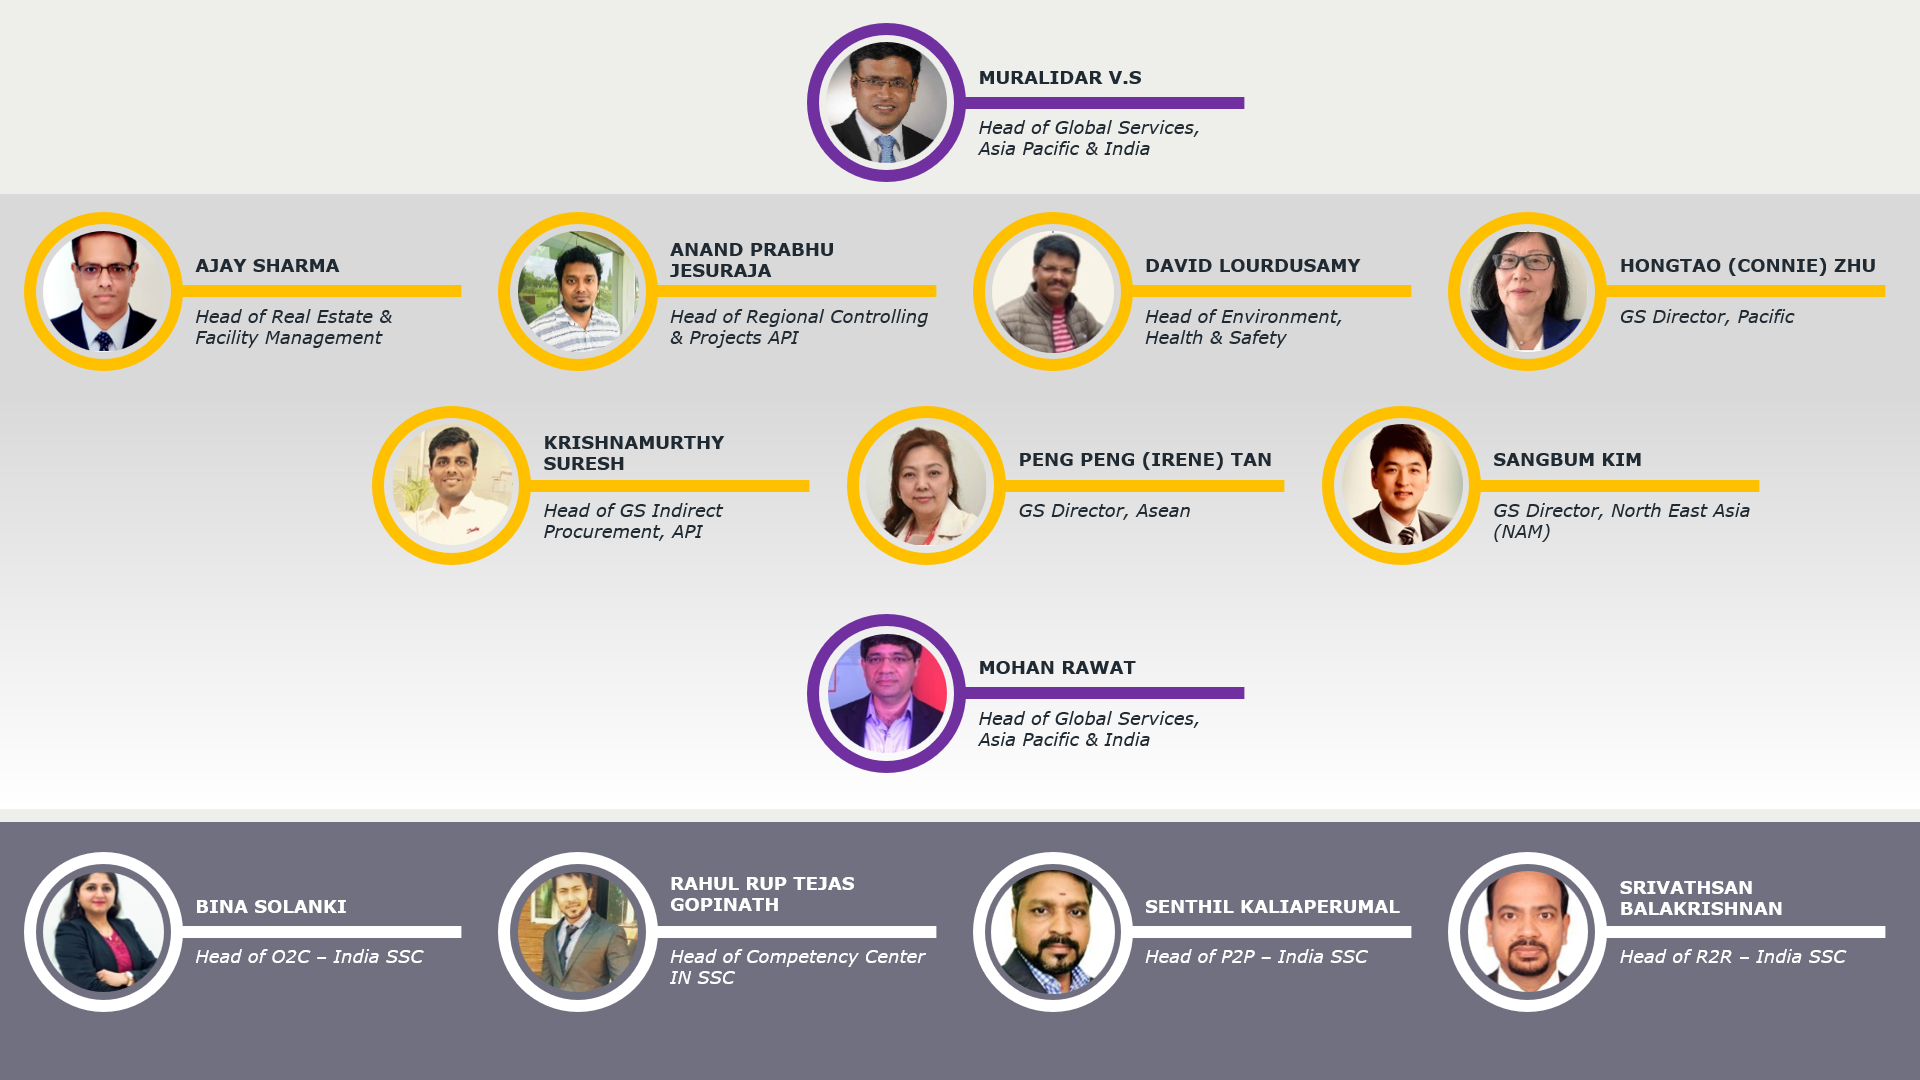 MURALIDAR V.S
Head of Global Services,
Asia Pacific & India
AJAY SHARMA
Head of Real Estate &
Facility Management
ANAND PRABHU
JESURAJA
Head of Regional Controlling
& Projects API
DAVID LOURDUSAMY
Head of Environment,
Health & Safety
HONGTAO (CONNIE) ZHU
GS Director, Pacific
KRISHNAMURTHY
SURESH
Head of GS Indirect
Procurement, API
PENG PENG (IRENE) TAN
GS Director, Asean
SANGBUM KIM
GS Director, North East Asia
(NAM)
MOHAN RAWAT
Head of Global Services,
Asia Pacific & India
BINA SOLANKI
Head of O2C – India SSC
RAHUL RUP TEJAS
GOPINATH
Head of Competency Center
IN SSC
SENTHIL KALIAPERUMAL
Head of P2P – India SSC
SRIVATHSAN
BALAKRISHNAN
Head of R2R – India SSC